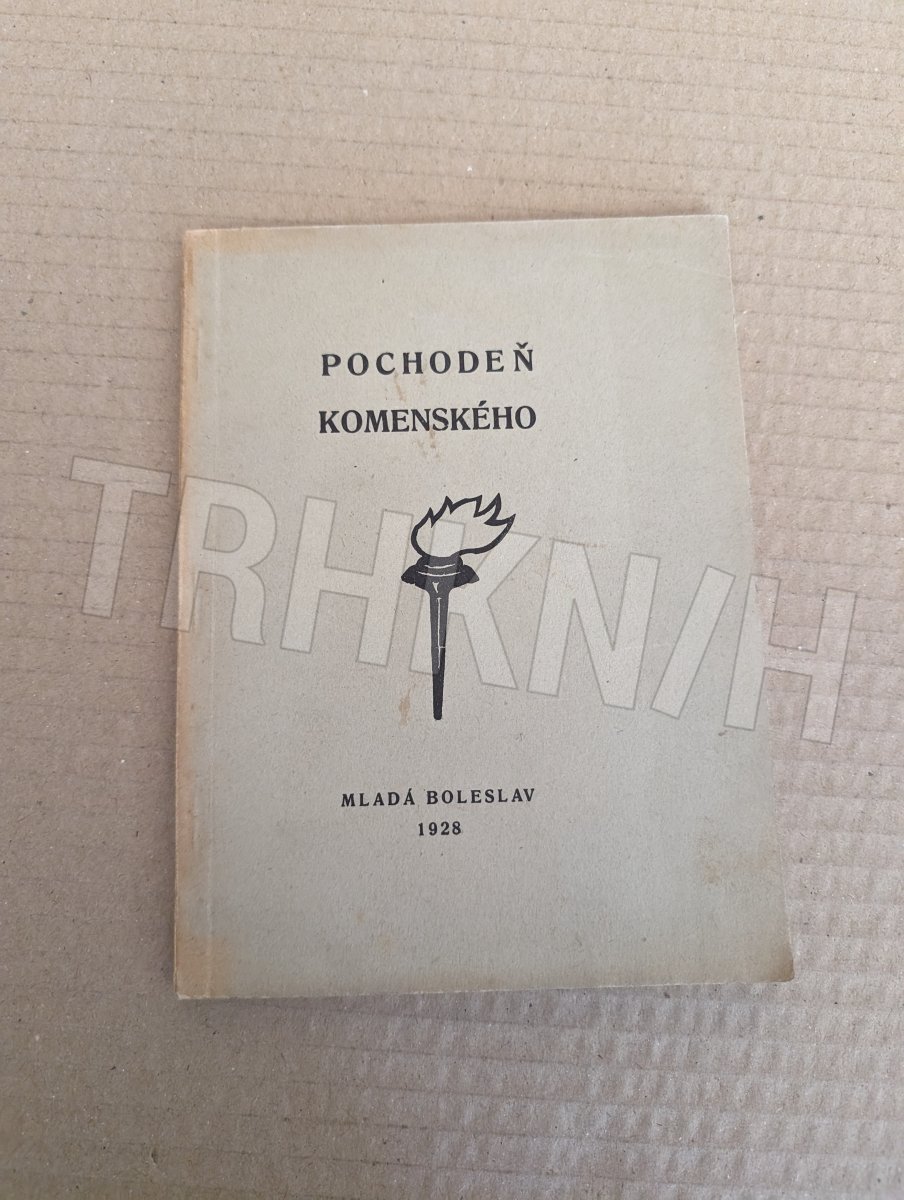 POCHODEŇ
KOMENSKÉHO
TRHKNIH
MLADÁ BOLESLAV
1928